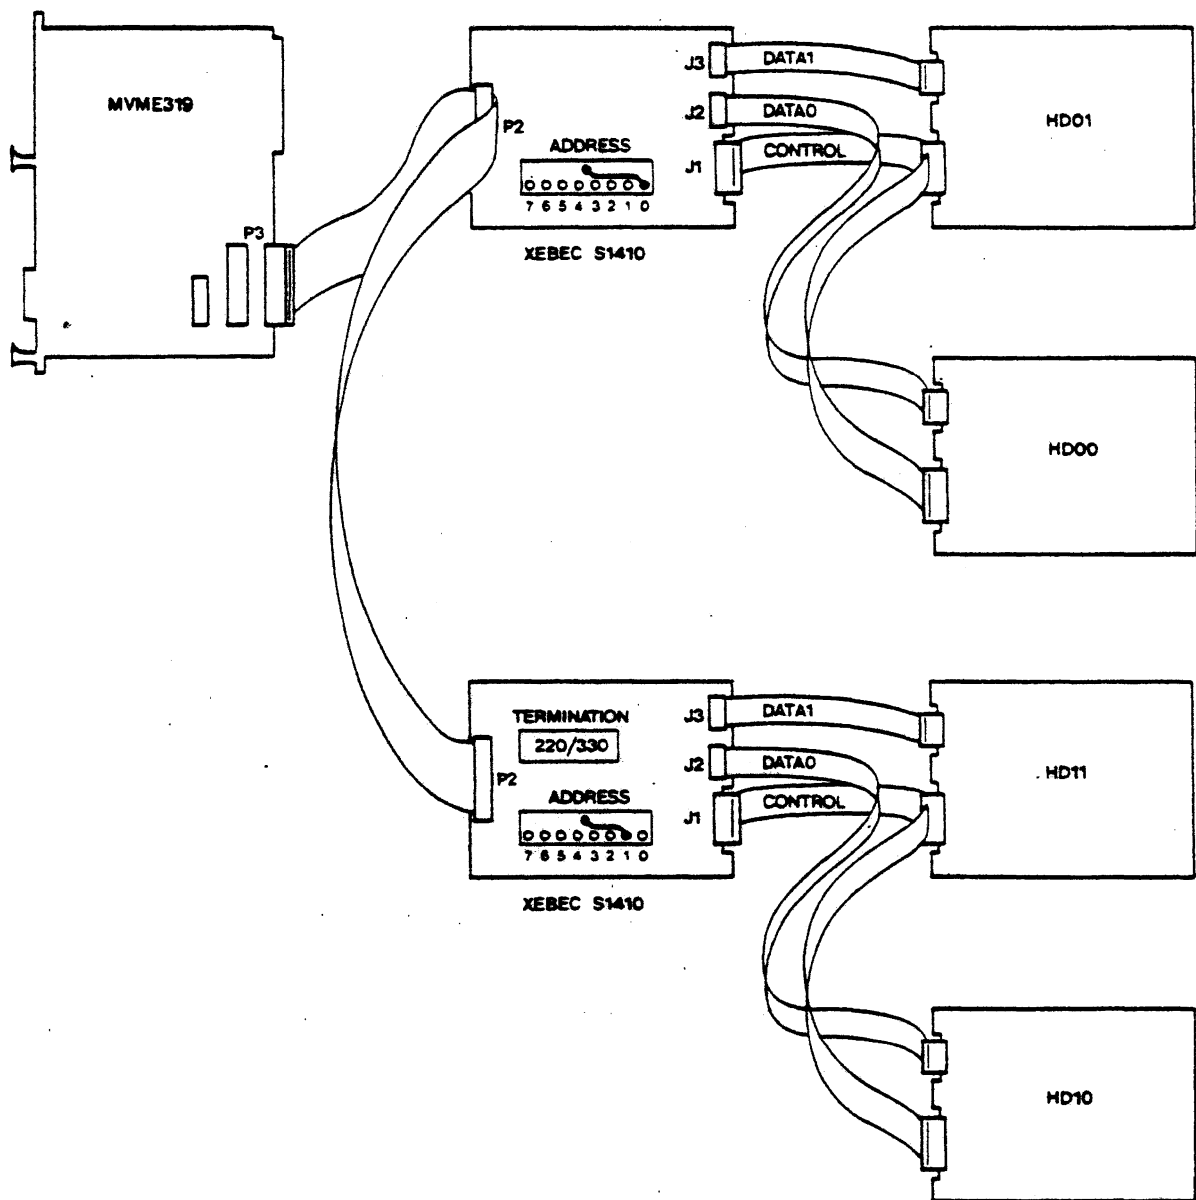 MVME319
P3
P2
ADDRESS
7 6 5 4 3 2 1 0
XEBEC S1410
J3
DATA1
J2
DATA0
J1
CONTROL
HD01
HD00
TERMINATION
220/330
P2
ADDRESS
7 6 5 4 3 2 1 0
XEBEC S1410
J3
DATA1
J2
DATA0
J1
CONTROL
HD11
HD10